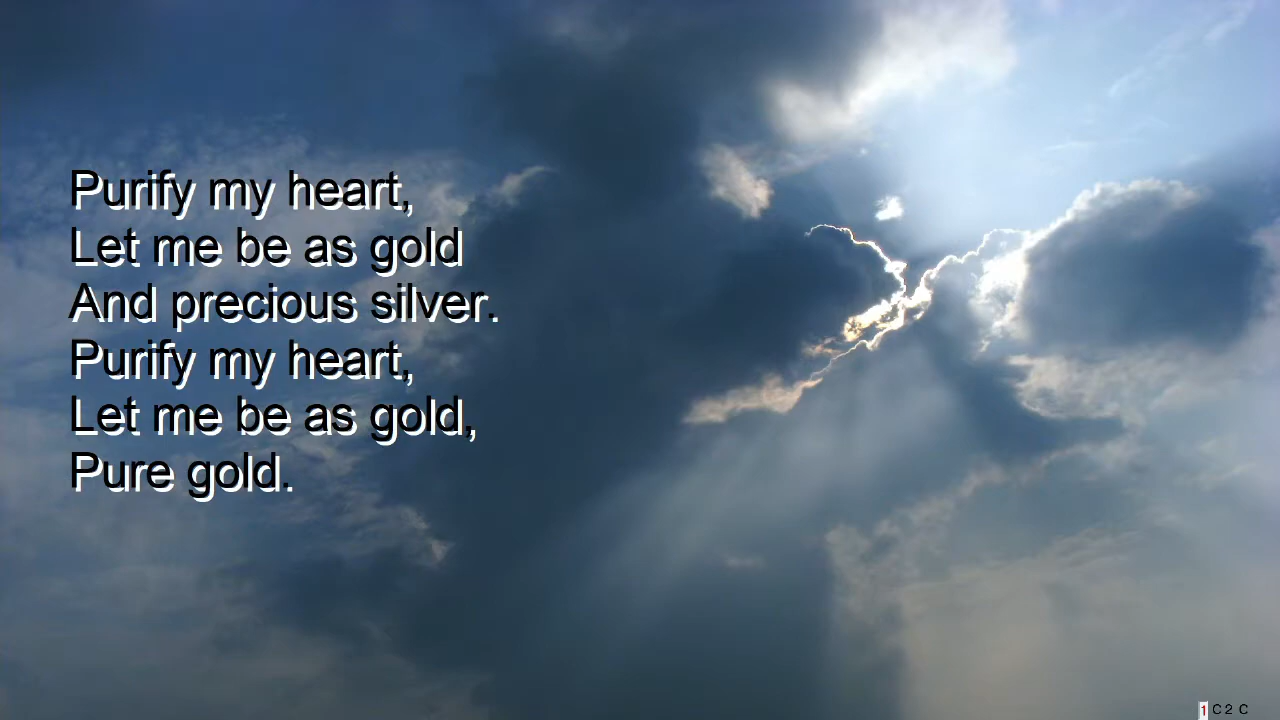 Purify my heart,
Let me be as gold
And precious silver.
Purify my heart,
Let me be as gold,
Pure gold.
1 C 2 C